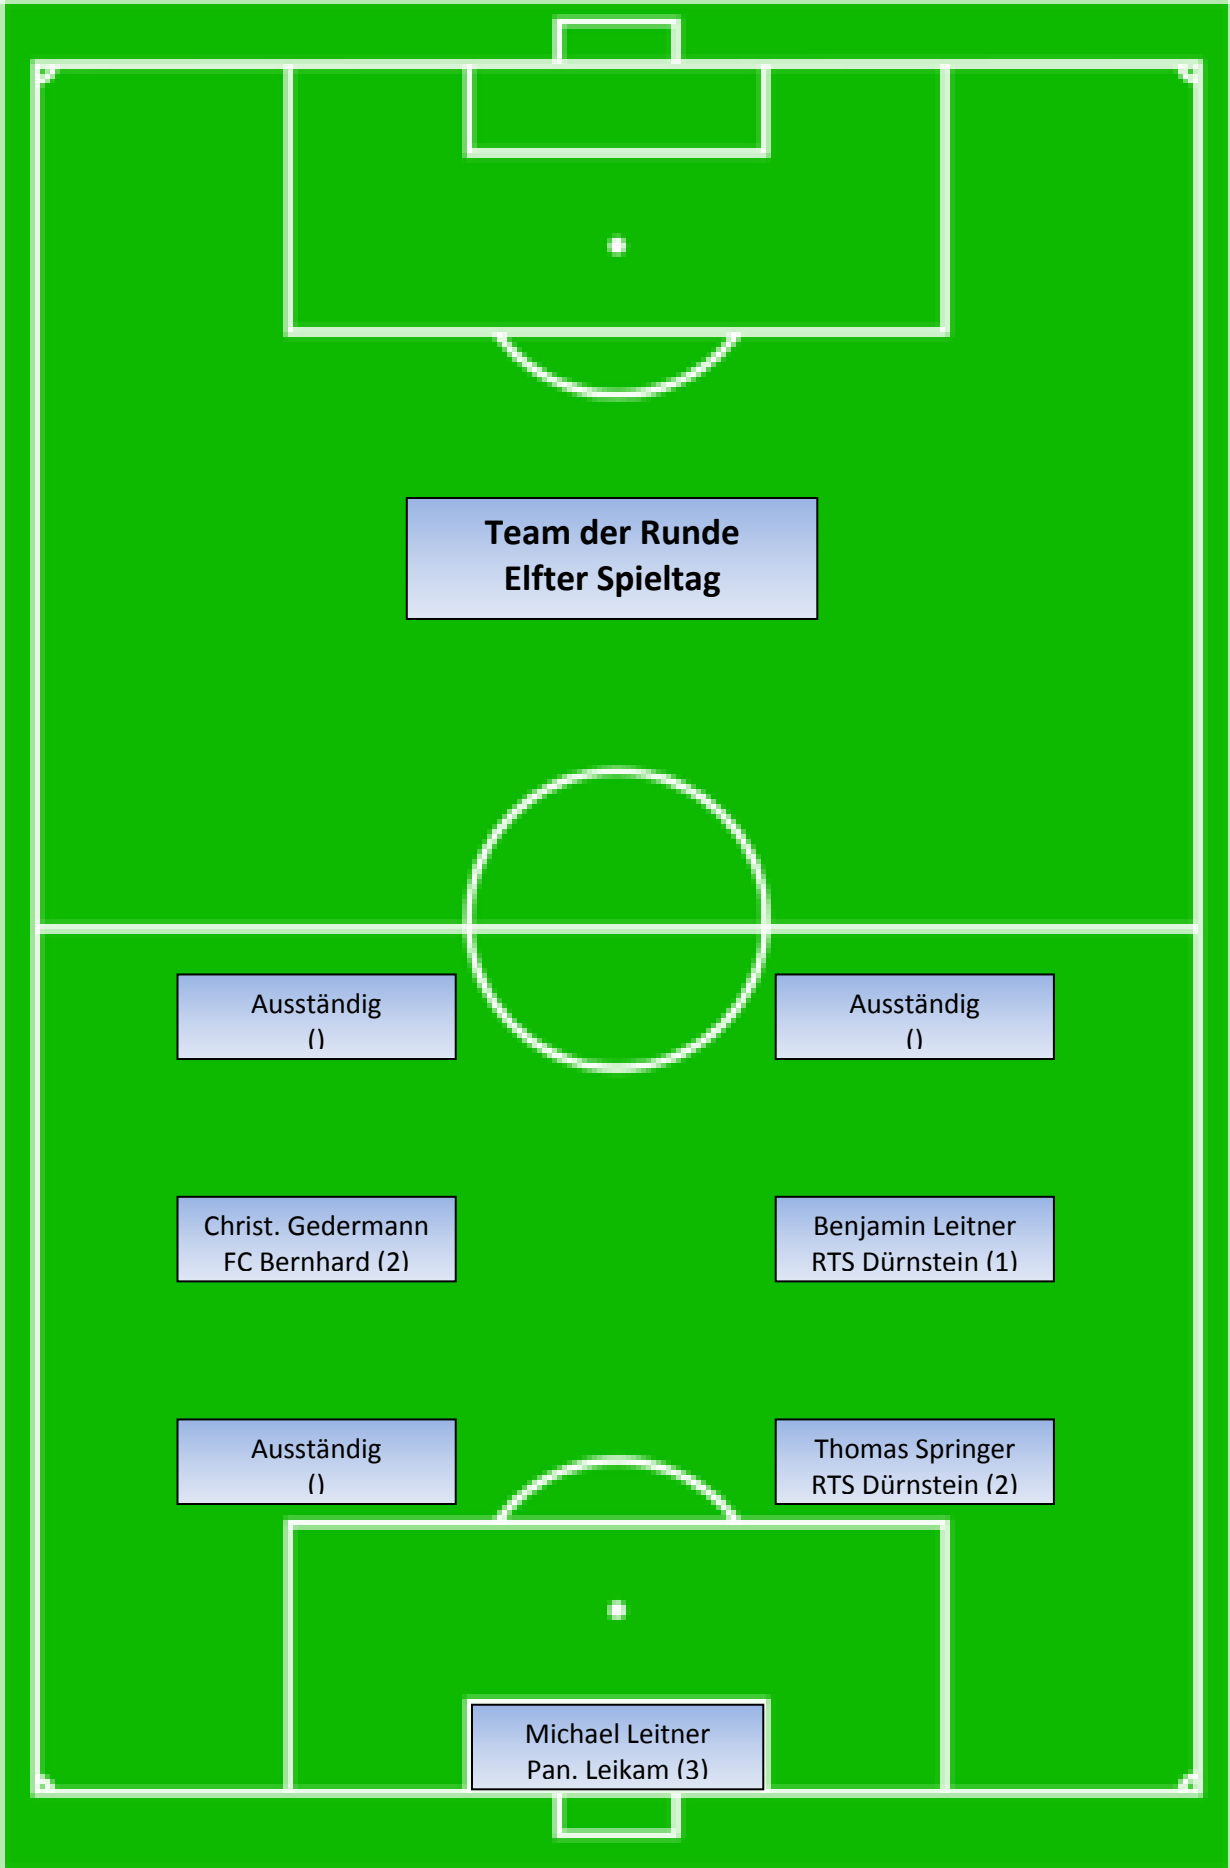 Team der Runde
Elfter Spieltag
Ausständig
()
Ausständig
()
Christ. Gedermann
FC Bernhard (2)
Benjamin Leitner
RTS Dürnstein (1)
Ausständig
()
Thomas Springer
RTS Dürnstein (2)
Michael Leitner
Pan. Leikam (3)